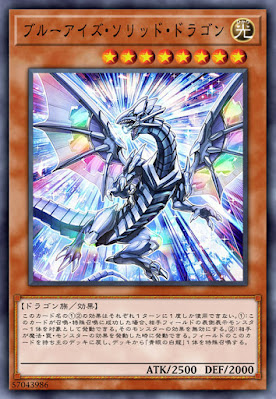 ブルーアイズ・ソリッド・ドラゴン
光
【ドラゴン族／効果】
このカード名の①②の効果はそれぞれ１ターンに１度しか使用できない。①：こ
のカードが召喚・特殊召喚に成功した場合、相手フィールドの表側表示モンスタ
ー１体を対象として発動できる。そのモンスターの効果を無効にする。②：相手
が魔法・罠・モンスターの効果を発動した時に発動できる。フィールドのこのカ
ードを持ち主のデッキに戻し、デッキから「青眼の白龍」１体を特殊召喚する。
ATK/2500 DEF/2000
57043986